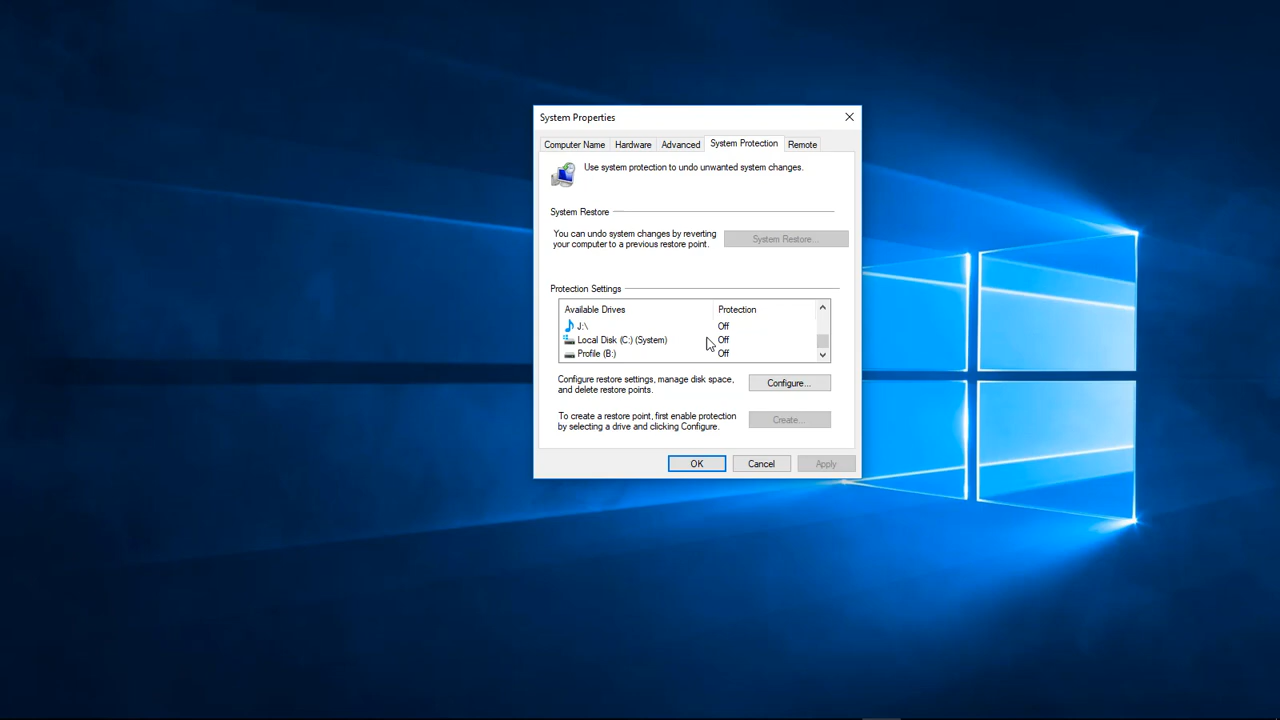 System Properties
Computer Name Hardware Advanced System Protection Remote
Use system protection to undo unwanted system changes.
System Restore
You can undo system changes by reverting
your computer to a previous restore point.
System Restore...
Protection Settings
Available Drives Protection
J:\ Off
Local Disk (C:) (System) Off
Profile (B:) Off
Configure restore settings, manage disk space,
and delete restore points.
Configure...
To create a restore point, first enable protection
by selecting a drive and clicking Configure.
Create...
OK Cancel Apply